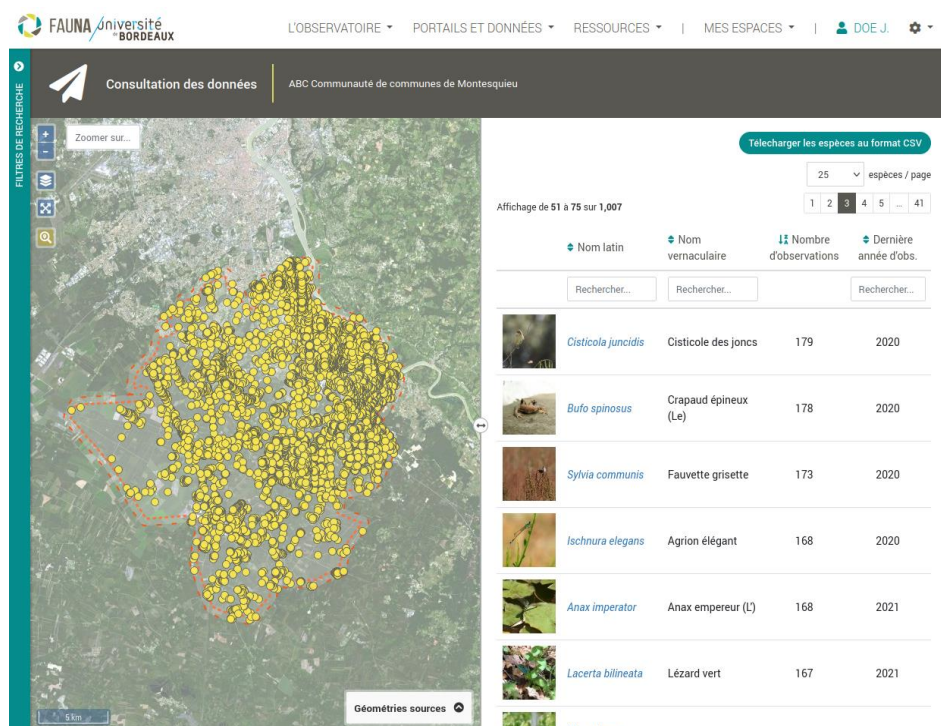 FAUNA université de BORDEAUX
L'OBSERVATOIRE
PORTAILS ET DONNÉES
RESSOURCES
|
MES ESPACES
|
DOE J.
FILTRES DE RECHERCHE
Consultation des données
ABC Communauté de communes de Montesquieu
+
-
Zoomer sur...
5 km
Géométries sources
Télecharger les espèces au format CSV
25 espèces / page
Affichage de 51 à 75 sur 1,007
1 2 3 4 5 ... 41
Nom latin
Nom
vernaculaire
Nombre
d'observations
Dernière
année d'obs.
Rechercher... Rechercher... Rechercher...
Cisticola juncidis Cisticole des joncs 179 2020
Bufo spinosus Crapaud épineux
(Le) 178 2020
Sylvia communis Fauvette grisette 173 2020
Ischnura elegans Agrion élégant 168 2020
Anax imperator Anax empereur (L') 168 2021
Lacerta bilineata Lézard vert 167 2021